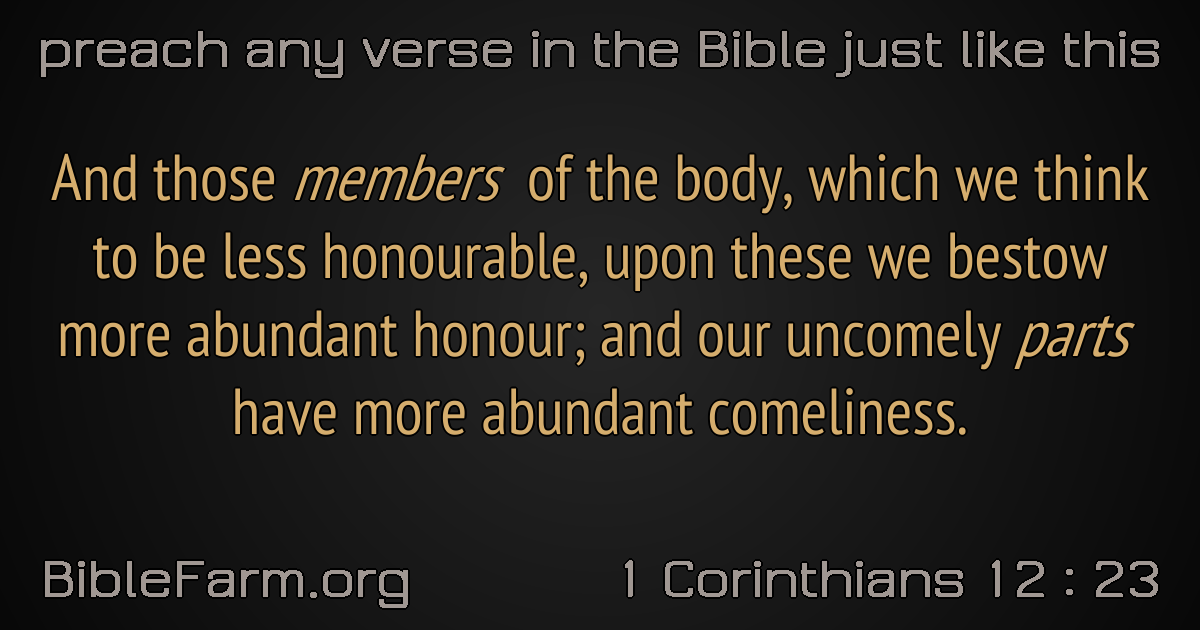 preach any verse in the Bible just like this
And those members of the body, which we think
to be less honourable, upon these we bestow
more abundant honour; and our uncomely parts
have more abundant comeliness.
BibleFarm.org
1 Corinthians 12 : 23